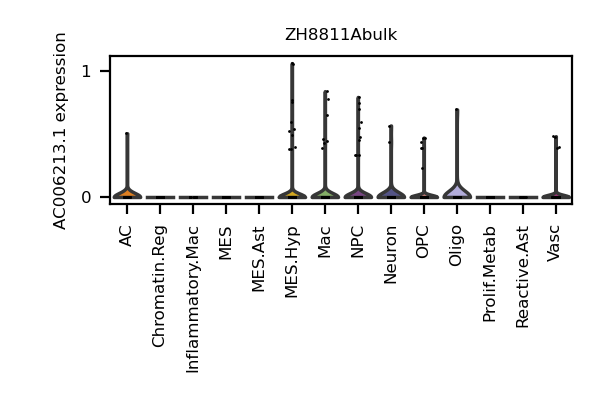 ZH8811Abulk
AC006213.1 expression
1
0
AC
Chromatin.Reg
Inflammatory.Mac
MES
MES.Ast
MES.Hyp
Mac
NPC
Neuron
OPC
Oligo
Prolif.Metab
Reactive.Ast
Vasc